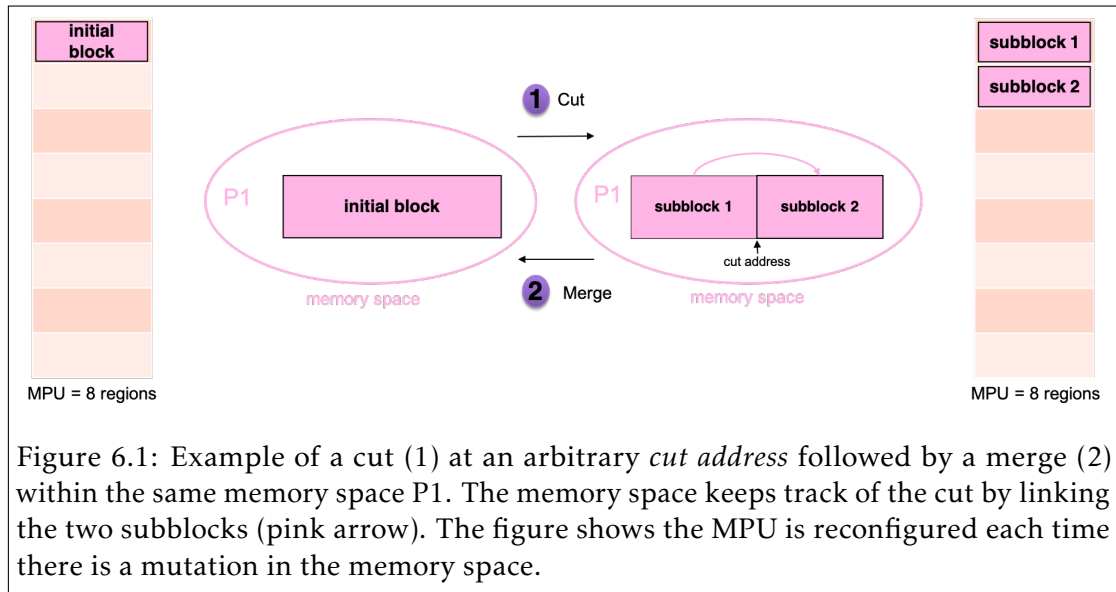 initial
block
MPU = 8 regions
1 Cut
P1
initial block
memory space
2 Merge
P1
subblock 1
subblock 2
cut address
memory space
subblock 1
subblock 2
MPU = 8 regions
Figure 6.1: Example of a cut (1) at an arbitrary cut address followed by a merge (2)
within the same memory space P1. The memory space keeps track of the cut by linking
the two subblocks (pink arrow). The figure shows the MPU is reconfigured each time
there is a mutation in the memory space.